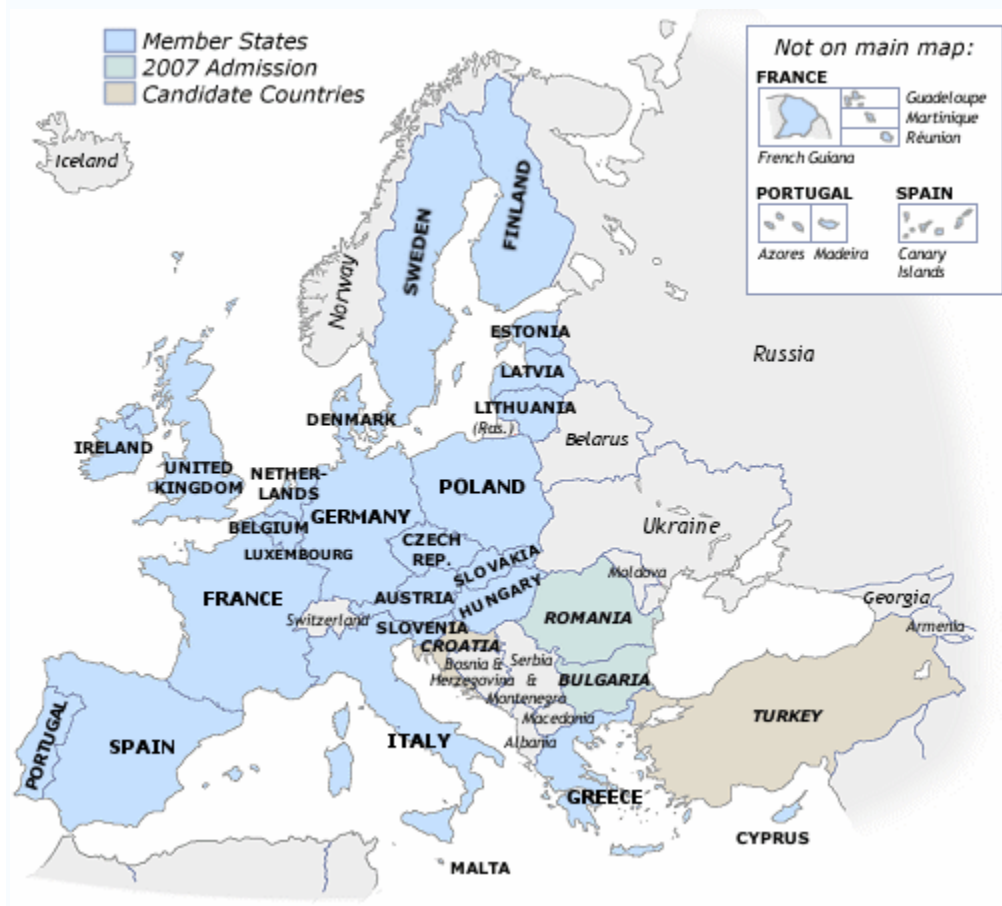 Member States
2007 Admission
Candidate Countries
Not on main map:
FRANCE
Guadeloupe
Martinique
Réunion
French Guiana
PORTUGAL
SPAIN
Azores
Madeira
Canary
Islands
Iceland
SWEDEN
FINLAND
Norway
ESTONIA
Russia
LATVIA
LITHUANIA
(Ras.)
DENMARK
Belarus
IRELAND
UNITED
KINGDOM
NETHER-
LANDS
POLAND
BELGIUM
GERMANY
Ukraine
LUXEMBOURG
CZECH
REP.
SLOVAKIA
Moldova
FRANCE
AUSTRIA
HUNGARY
Georgia
Switzerland
SLOVENIA
ROMANIA
Armenia
CROATIA
Bosnia &
Herzegovina
Serbia
&
Montenegro
BULGARIA
Macedonia
TURKEY
PORTUGAL
SPAIN
ITALY
Albania
GREECE
CYPRUS
MALTA